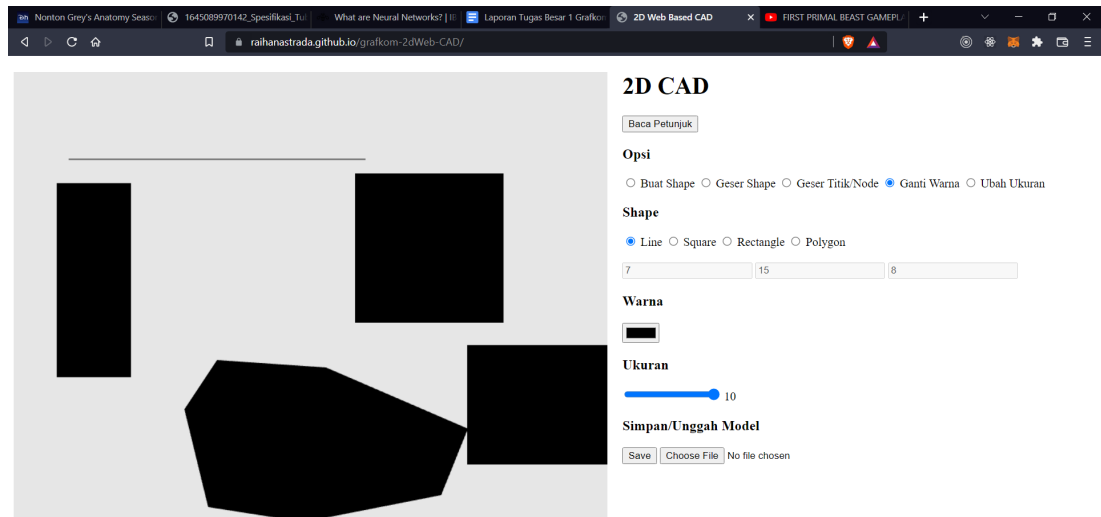 Nonton Grey's Anatomy Seaso
1645089970142_Spesifikasi_Tu
What are Neural Networks? | IB
Laporan Tugas Besar 1 Grafkor
2D Web Based CAD
FIRST PRIMAL BEAST GAMEPL
raihanastrada.github.io/grafkom-2dWeb-CAD/
2D CAD
Baca Petunjuk
Opsi
Buat Shape Geser Shape Geser Titik/Node Ganti Warna Ubah Ukuran
Shape
Line Square Rectangle Polygon
7 15 8
Warna
Ukuran
10
Simpan/Unggah Model
Save Choose File No file chosen